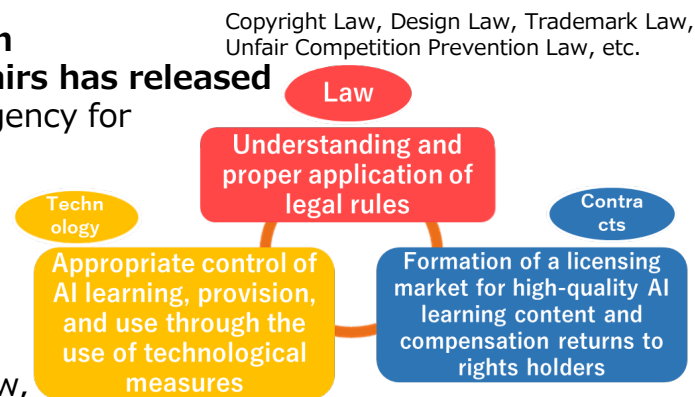 Copyright Law, Design Law, Trademark Law,
Unfair Competition Prevention Law, etc.
has released
gency for
Law
Understanding and
proper application of
legal rules
Techn
ology
Appropriate control of
AI learning, provision,
and use through the
use of technological
measures
Contra
cts
Formation of a licensing
market for high-quality AI
learning content and
compensation returns to
rights holders